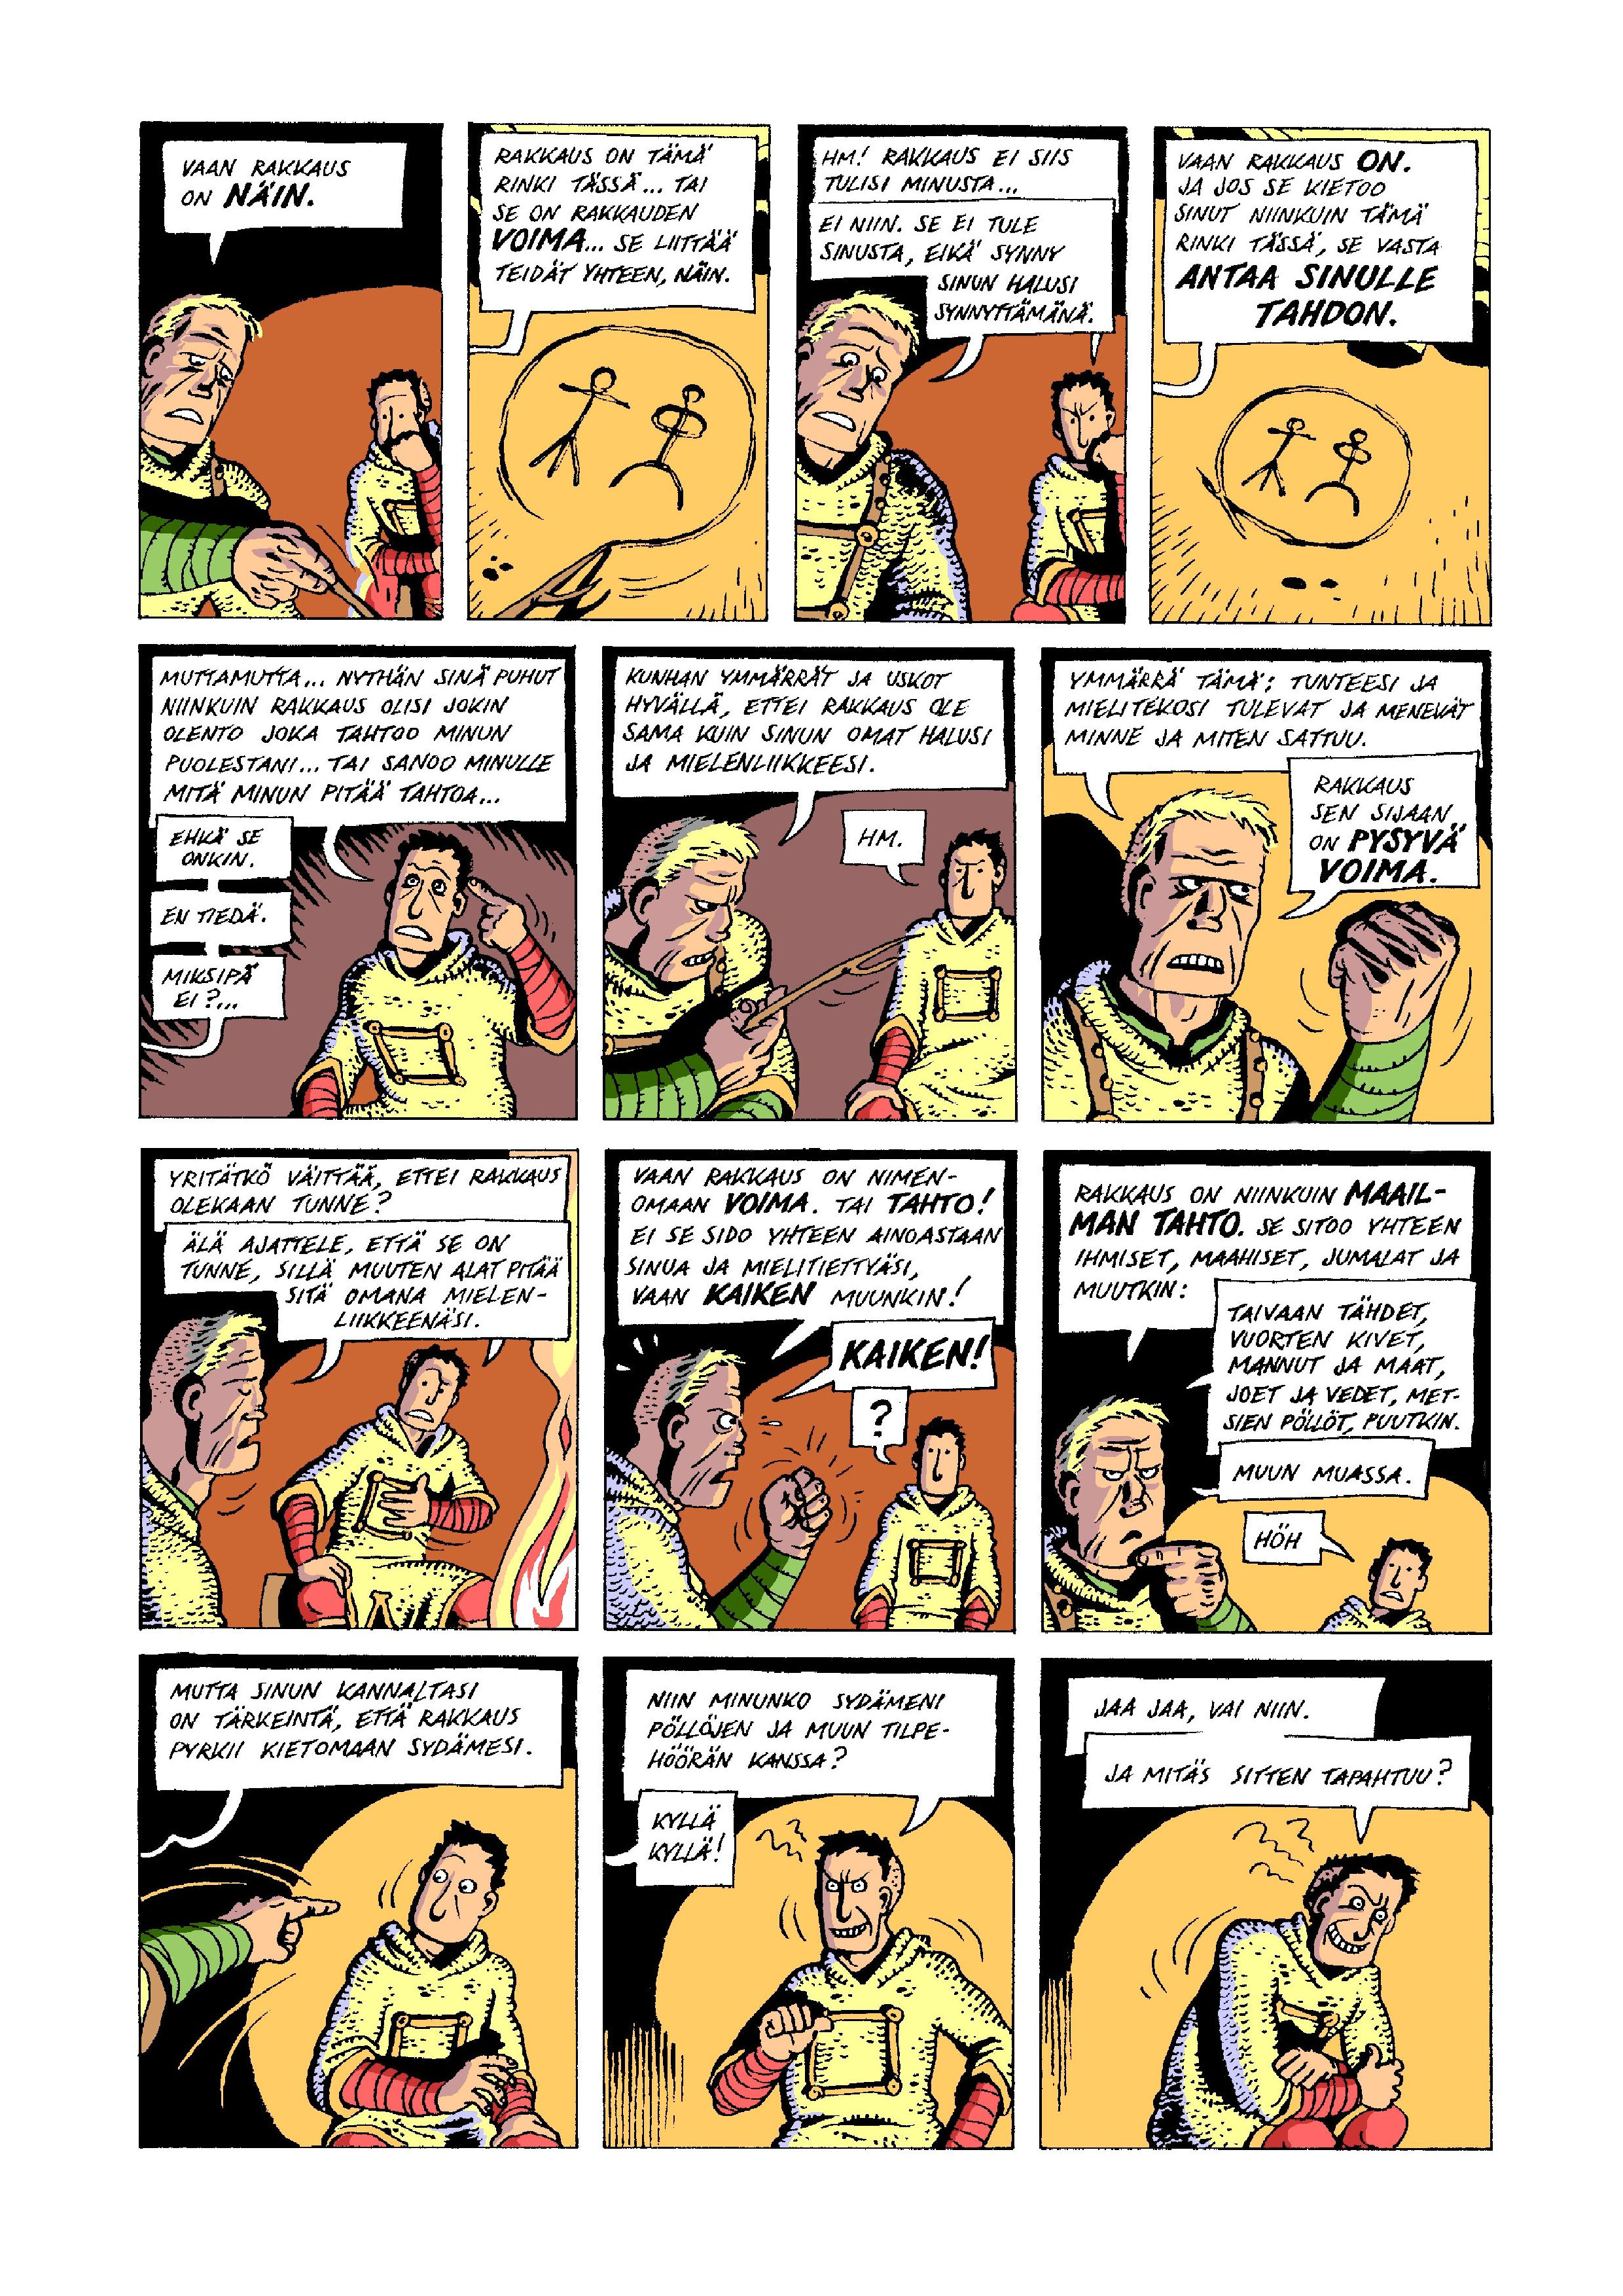 VAAN RAKKAUS
ON NÄIN.
RAKKAUS ON TÄMÄ
RINKI TÄSSÄ... TAI
SE ON RAKKAUDEN
VOIMA... SE LIITTÄÄ
TEIDÄT YHTEEN, NÄIN.
HM! RAKKAUS EI SIIS
TULISI MINUSTA...
EI NIIN. SE EI TULE
SINUSTA, EIKÄ SYNNY
SINUN HALUSI
SYNNYTTÄMÄNÄ.
VAAN RAKKAUS ON.
JA JOS SE KIETOO
SINUT NIINKUIN TÄMÄ
RINKI TÄSSÄ, SE VASTA
ANTAA SINULLE
TAHDON.
MUTTAMUTTA... NYTHÄN SINÄ PUHUT
NIINKUIN RAKKAUS OLISI JOKIN
OLENTO JOKA TAHTOO MINUN
PUOLESTANI... TAI SANOO MINULLE
MITÄ MINUN PITÄÄ TAHTOA...
EHKÄ SE
ONKIN.
EN TIEDÄ.
MIKSIPÄ
EI?...
KUNHAN YMMÄRRÄT JA USKOT
HYVÄLLÄ, ETTEI RAKKAUS OLE
SAMA KUIN SINUN OMAT HALUSI
JA MIELENLIIKKEESI.
HM.
YMMÄRRÄ TÄMÄ: TUNTEESI JA
MIELITEKOSI TULEVAT JA MENEVÄT
MINNE JA MITEN SATTUU.
RAKKAUS
SEN SIJAAN
ON PYSYVÄ
VOIMA.
YRITÄTKÖ VÄITTÄÄ, ETTEI RAKKAUS
OLEKAAN TUNNE?
ÄLÄ AJATTELE, ETTÄ SE ON
TUNNE, SILLÄ MUUTEN ALAT PITÄÄ
SITÄ OMANA MIELEN-
LIIKKEENÄSI.
VAAN RAKKAUS ON NIMEN-
OMAAN VOIMA. TAI TAHTO!
EI SE SIDO YHTEEN AINOASTAAN
SINUA JA MIELITIETTYÄSI,
VAAN KAIKEN MUUNKIN!
KAIKEN!
?
RAKKAUS ON NIINKUIN MAAIL-
MAN TAHTO. SE SITOO YHTEEN
IHMISET, MAAHISET, JUMALAT JA
MUUTKIN:
TAIVAAN TÄHDET,
VUORTEN KIVET,
MANNUT JA MAAT,
JOET JA VEDET, MET-
SIEN PÖLLÖT, PUUTKIN.
MUUN MUASSA.
HÖH
MUTTA SINUN KANNALTASI
ON TÄRKEINTÄ, ETTÄ RAKKAUS
PYRKII KIETOMAAN SYDÄMESI.
NIIN MINUNKO SYDÄMENI
PÖLLÖJEN JA MUUN TILPE-
HÖÖRÄN KANSSA?
KYLLÄ
KYLLÄ!
JAA JAA, VAI NIIN.
JA MITÄS SITTEN TAPAHTUU?